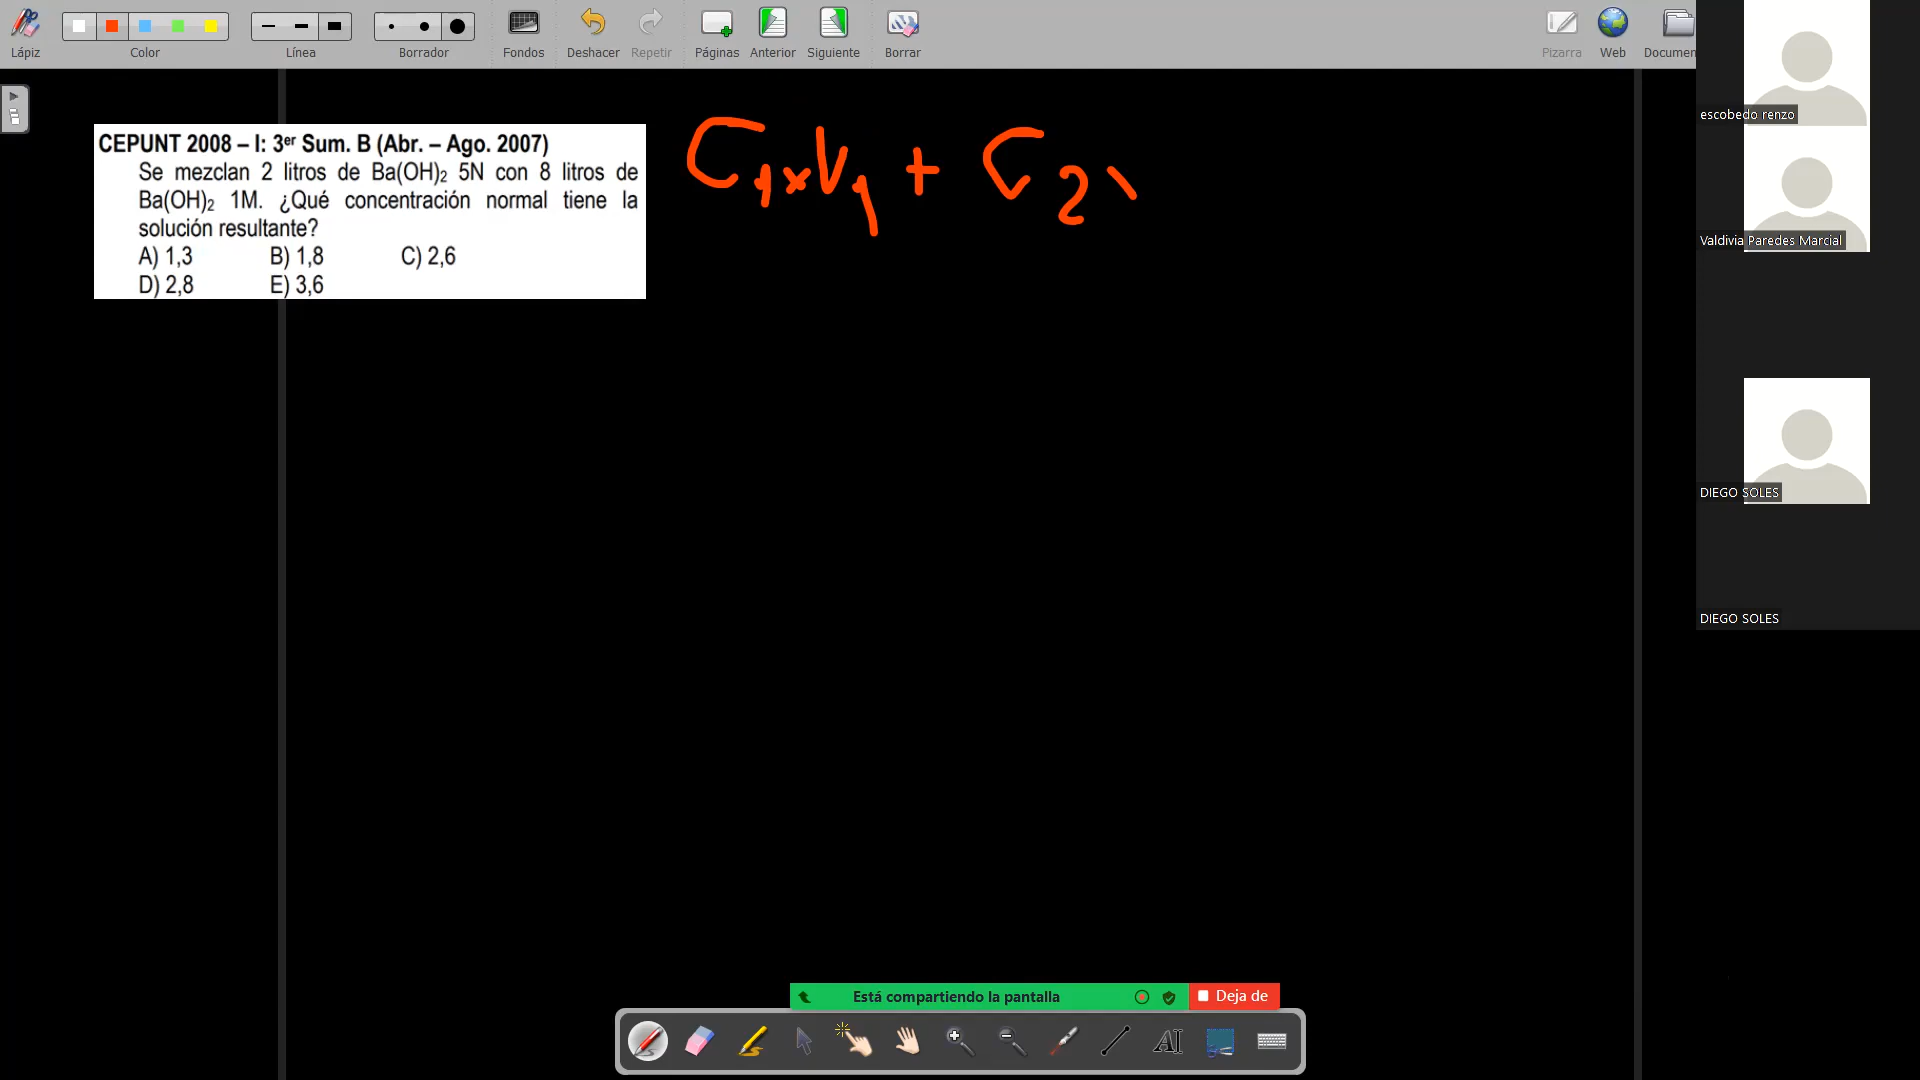 Lápiz
Color
Línea
Borrador
Fondos
Deshacer
Repetir
Páginas
Anterior
Siguiente
Borrar
Pizarra
Web
Documen
CEPUNT 2008 – I: 3er Sum. B (Abr. – Ago. 2007)
Se mezclan 2 litros de Ba(OH)₂ 5N con 8 litros de
Ba(OH)₂ 1M. ¿Qué concentración normal tiene la
solución resultante?
A) 1,3 B) 1,8 C) 2,6
D) 2,8 E) 3,6
C₁×V₁ + C₂
escobedo renzo
Valdivia Paredes Marcial
DIEGO SOLES
DIEGO SOLES
Está compartiendo la pantalla
Deja de
AI